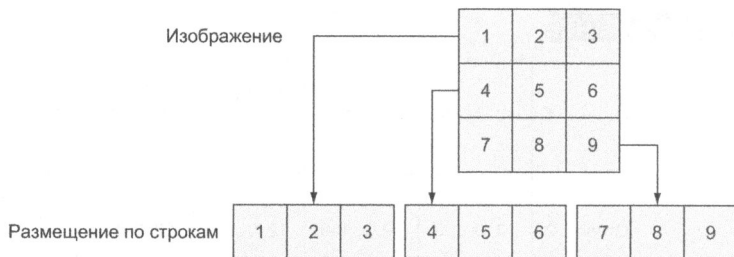 Изображение
1 2 3
4 5 6
7 8 9
Размещение по строкам 1 2 3 4 5 6 7 8 9